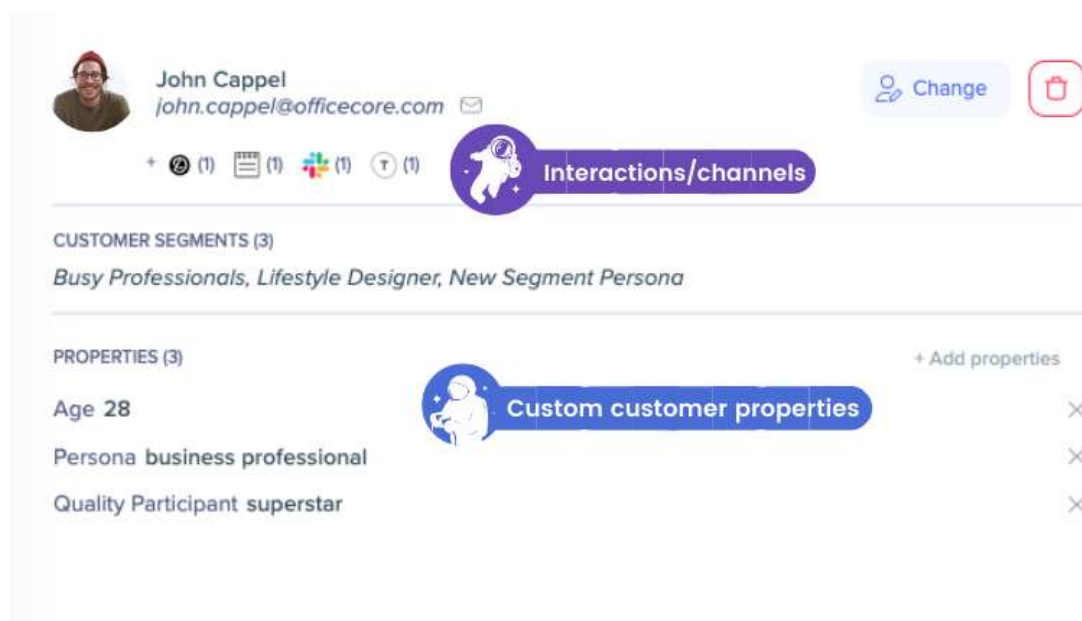 John Cappel
john.cappel@officecore.com
Change
+ (1) (1) (1) T (1)
Interactions/channels
CUSTOMER SEGMENTS (3)
Busy Professionals, Lifestyle Designer, New Segment Persona
PROPERTIES (3)
+ Add properties
Age 28
Custom customer properties
Persona business professional
Quality Participant superstar